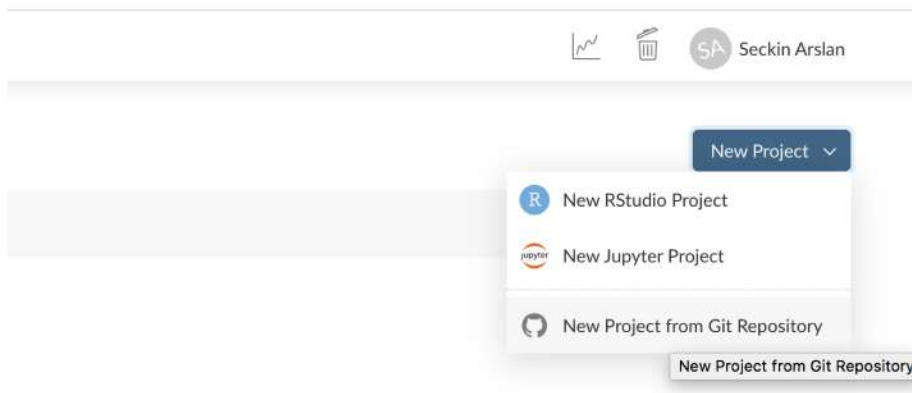 SA Seckin Arslan
New Project
R New RStudio Project
jupyter New Jupyter Project
New Project from Git Repository
New Project from Git Repository